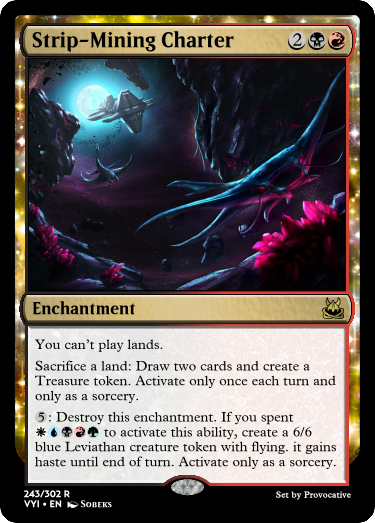 Strip-Mining Charter 2
Enchantment
You can't play lands.
Sacrifice a land: Draw two cards and create a
Treasure token. Activate only once each turn and
only as a sorcery.
5: Destroy this enchantment. If you spent
to activate this ability, create a 6/6
blue Leviathan creature token with flying. it gains
haste until end of turn. Activate only as a sorcery.
243/302 R
VYI • EN Sobeks
Set by Provocative